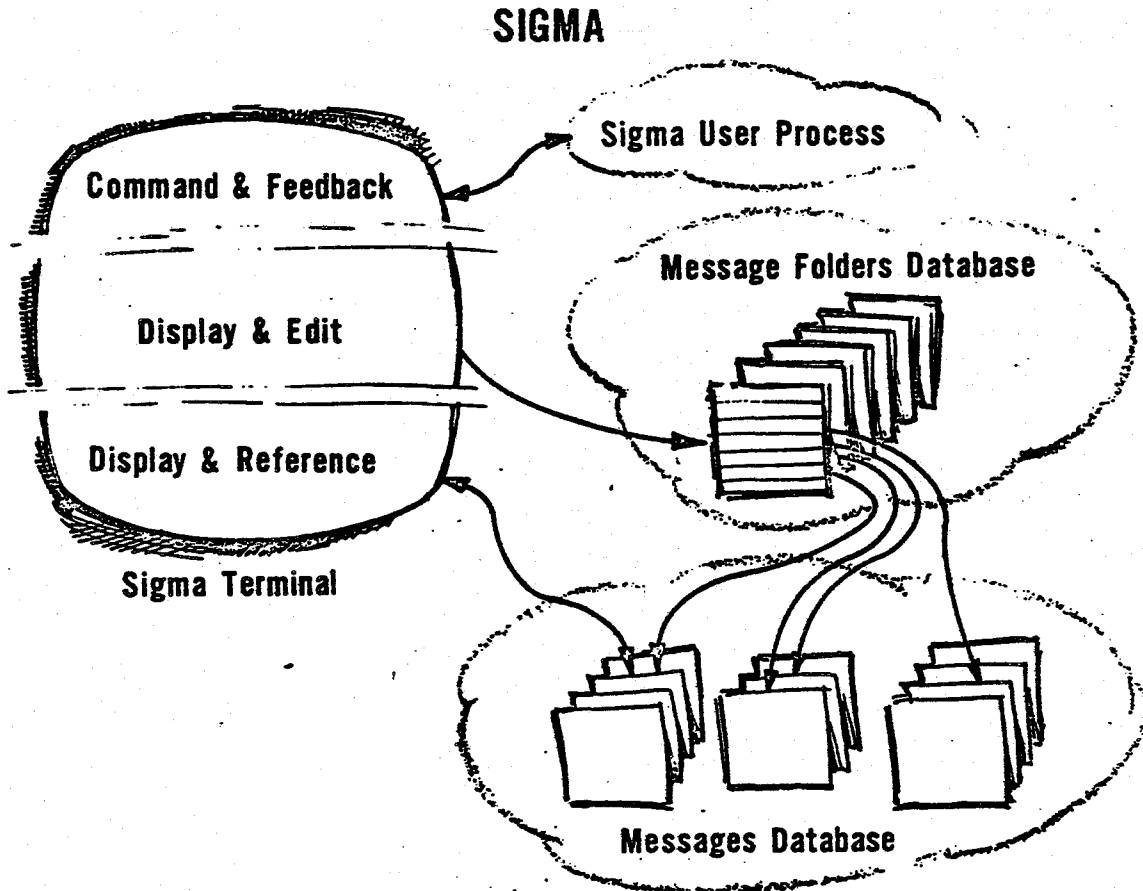 SIGMA
Sigma User Process
Command & Feedback
Message Folders Database
Display & Edit
Display & Reference
Sigma Terminal
Messages Database